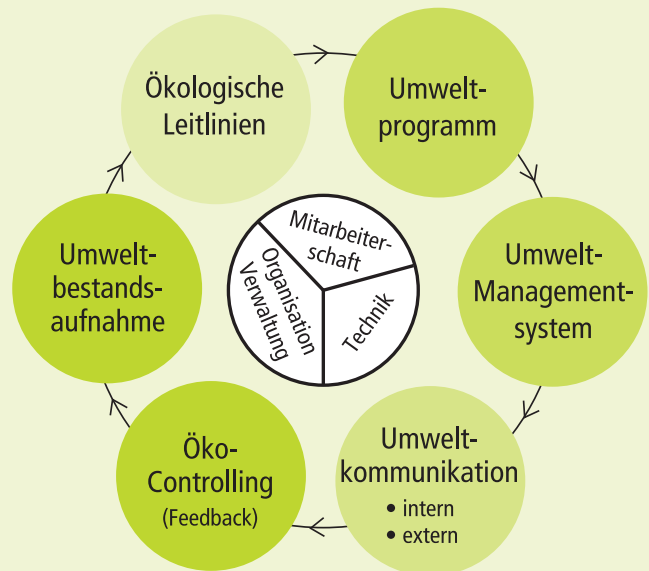 Ökologische
Leitlinien
Umwelt-
programm
Umwelt-
Management-
system
Umwelt-
kommunikation
• intern
• extern
Öko-
Controlling
(Feedback)
Umwelt-
bestands-
aufnahme
Mitarbeiter-
schaft
Technik
Organisation
Verwaltung